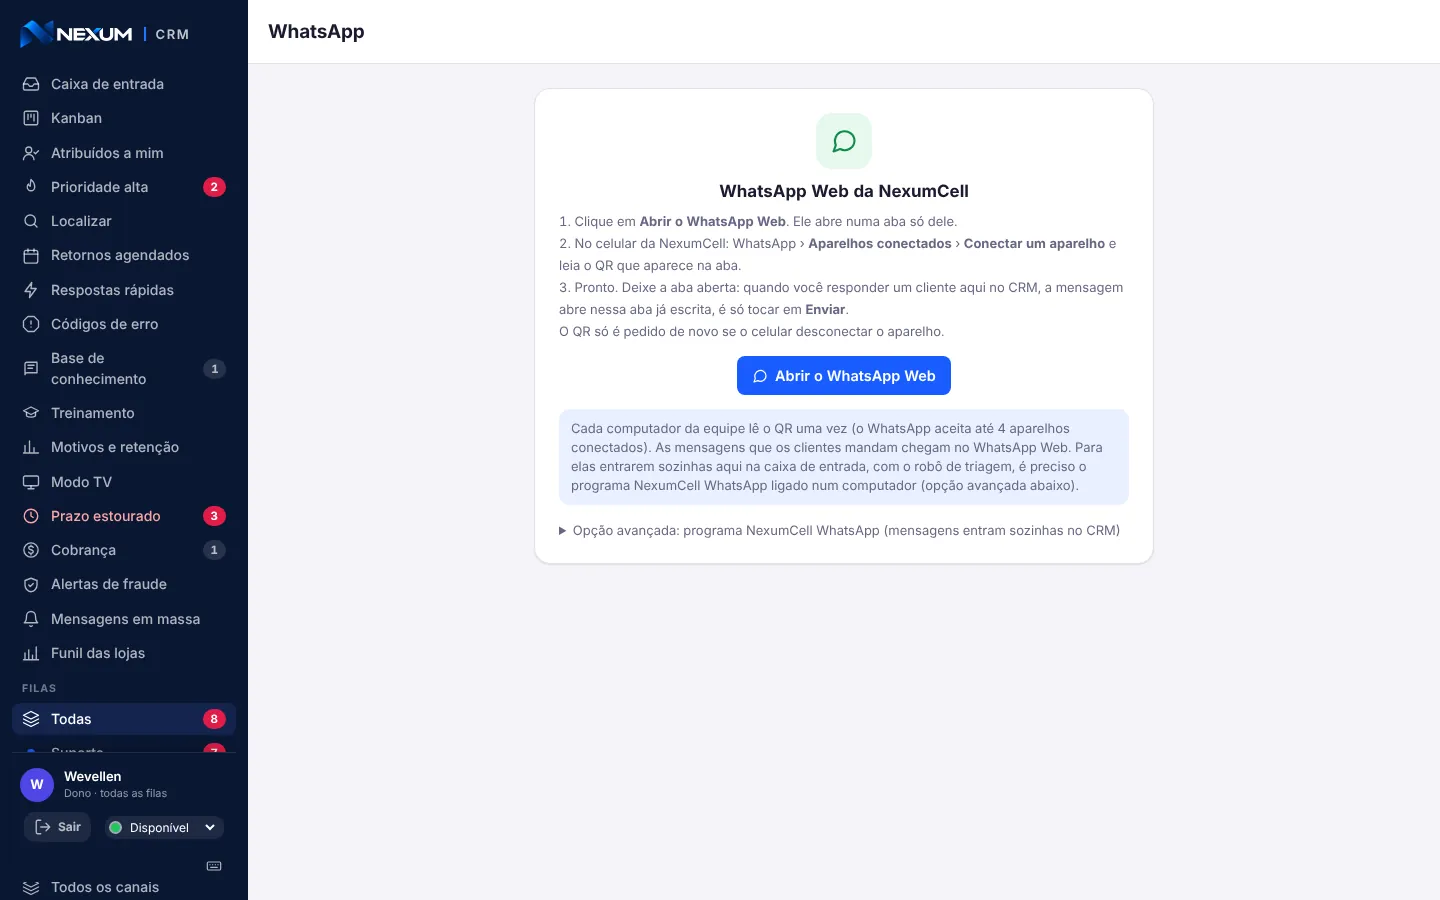 NEXUM | CRM
Caixa de entrada
Kanban
Atribuídos a mim
Prioridade alta 2
Localizar
Retornos agendados
Respostas rápidas
Códigos de erro
Base de
conhecimento 1
Treinamento
Motivos e retenção
Modo TV
Prazo estourado 3
Cobrança 1
Alertas de fraude
Mensagens em massa
Funil das lojas
FILAS
Todas 8
Suporte 7
W
Wevellen
Dono · todas as filas
Sair
Disponível
Todos os canais
WhatsApp
WhatsApp Web da NexumCell
1. Clique em Abrir o WhatsApp Web. Ele abre numa aba só dele.
2. No celular da NexumCell: WhatsApp › Aparelhos conectados › Conectar um aparelho e
leia o QR que aparece na aba.
3. Pronto. Deixe a aba aberta: quando você responder um cliente aqui no CRM, a mensagem
abre nessa aba já escrita, é só tocar em Enviar.
O QR só é pedido de novo se o celular desconectar o aparelho.
Abrir o WhatsApp Web
Cada computador da equipe lê o QR uma vez (o WhatsApp aceita até 4 aparelhos
conectados). As mensagens que os clientes mandam chegam no WhatsApp Web. Para
elas entrarem sozinhas aqui na caixa de entrada, com o robô de triagem, é preciso o
programa NexumCell WhatsApp ligado num computador (opção avançada abaixo).
Opção avançada: programa NexumCell WhatsApp (mensagens entram sozinhas no CRM)